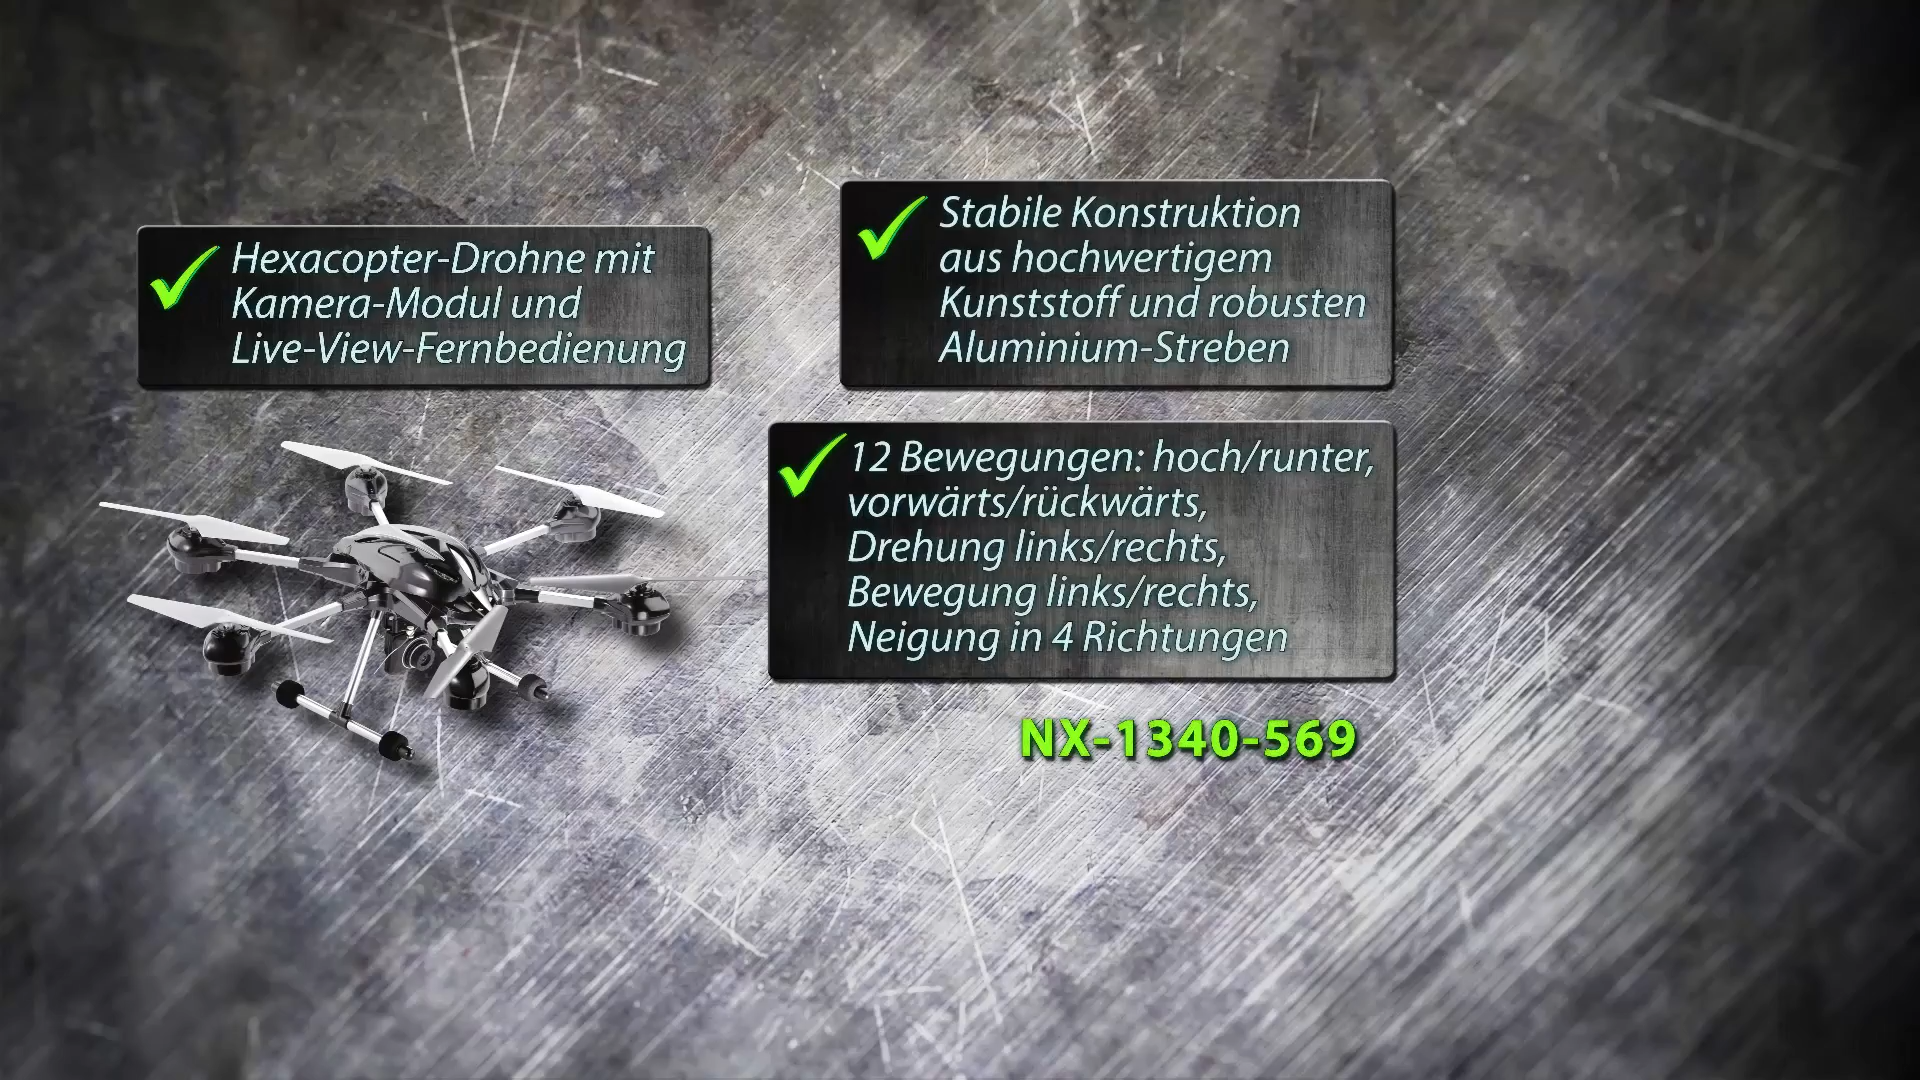 Hexacopter-Drohne mit
Kamera-Modul und
Live-View-Fernbedienung
Stabile Konstruktion
aus hochwertigem
Kunststoff und robusten
Aluminium-Streben
12 Bewegungen: hoch/runter,
vorwärts/rückwärts,
Drehung links/rechts,
Bewegung links/rechts,
Neigung in 4 Richtungen
NX-1340-569